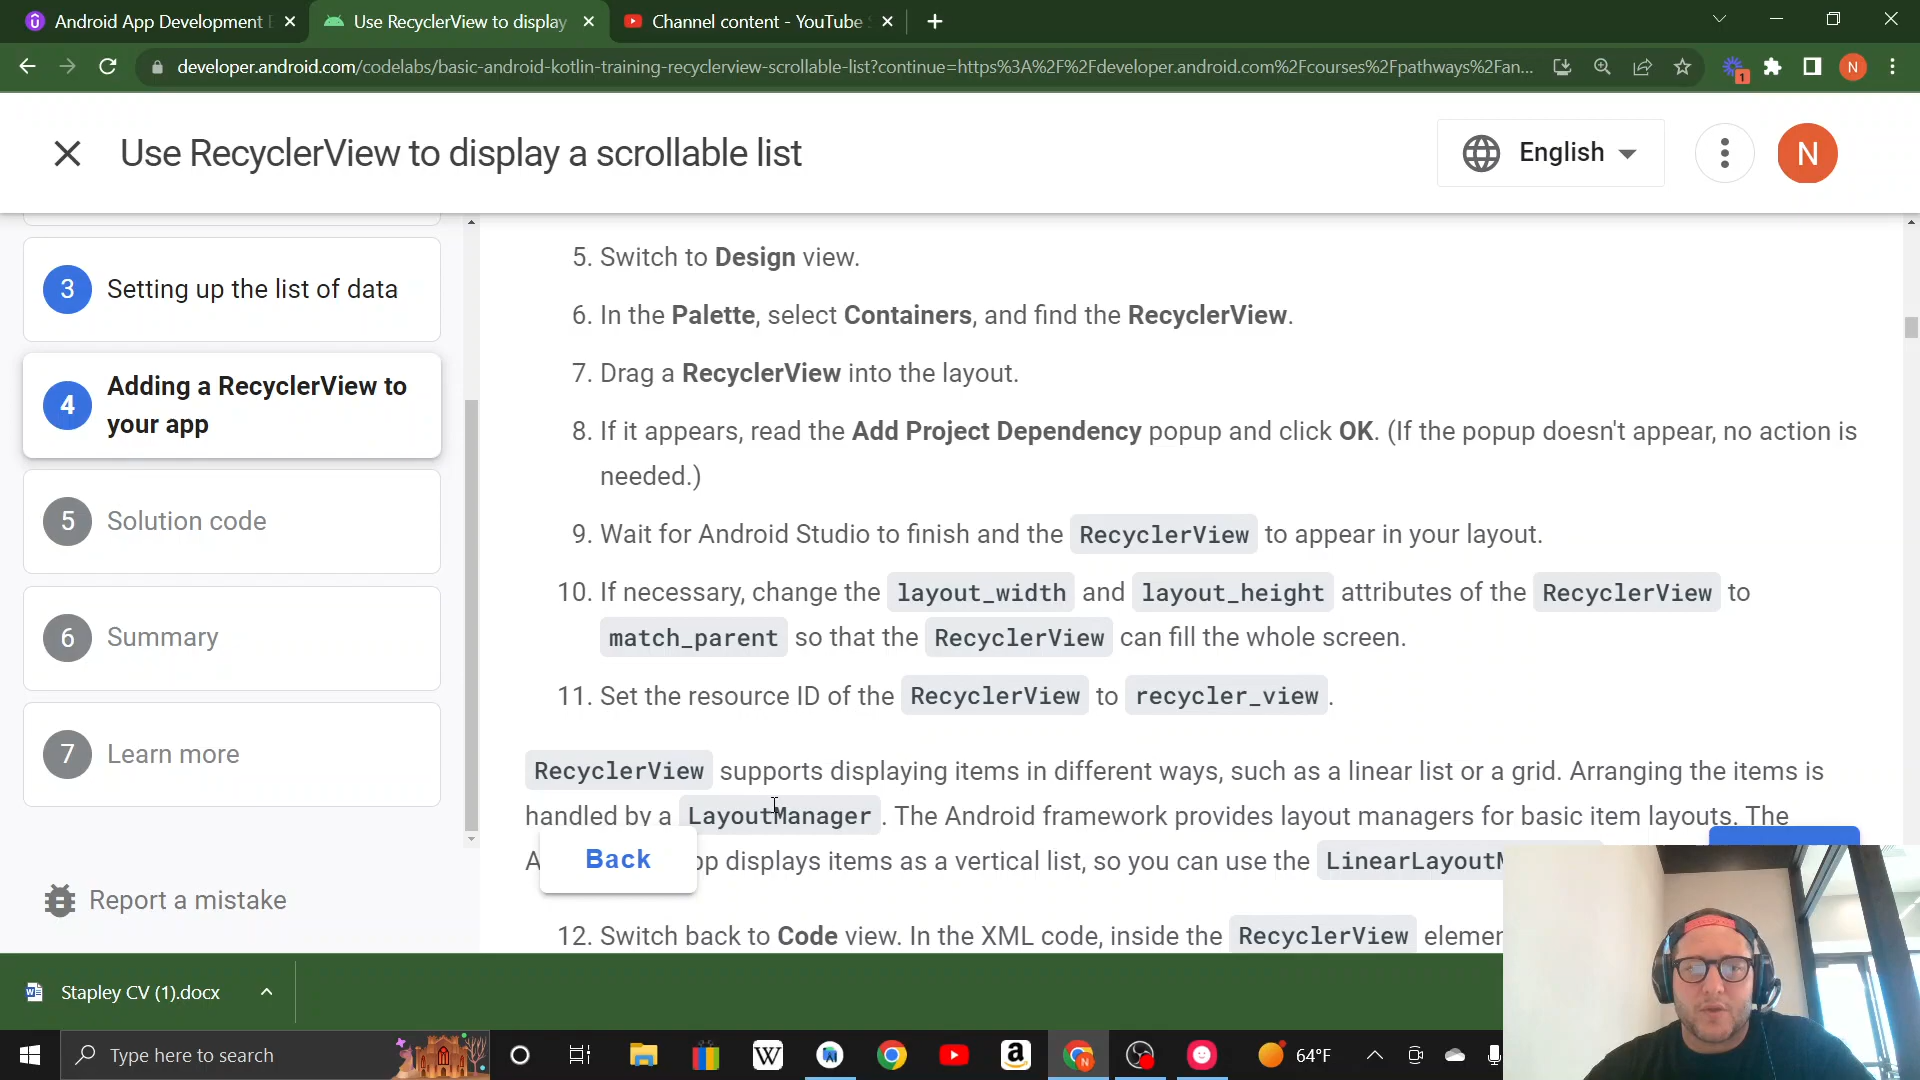 Android App Development
Use RecyclerView to display
Channel content - YouTube
developer.android.com/codelabs/basic-android-kotlin-training-recyclerview-scrollable-list?continue=https%3A%2F%2Fdeveloper.android.com%2Fcourses%2Fpathways%2Fan...
1
N
Use RecyclerView to display a scrollable list
English
N
3 Setting up the list of data
4 Adding a RecyclerView to
your app
5 Solution code
6 Summary
7 Learn more
Report a mistake
5. Switch to Design view.
6. In the Palette, select Containers, and find the RecyclerView.
7. Drag a RecyclerView into the layout.
8. If it appears, read the Add Project Dependency popup and click OK. (If the popup doesn't appear, no action is
needed.)
9. Wait for Android Studio to finish and the RecyclerView to appear in your layout.
10. If necessary, change the layout_width and layout_height attributes of the RecyclerView to
match_parent so that the RecyclerView can fill the whole screen.
11. Set the resource ID of the RecyclerView to recycler_view.
RecyclerView supports displaying items in different ways, such as a linear list or a grid. Arranging the items is
handled by a LayoutManager. The Android framework provides layout managers for basic item layouts. The
displays items as a vertical list, so you can use the
Back
12. Switch back to Code view. In the XML code, inside the RecyclerView
Stapley CV (1).docx
Type here to search
64°F